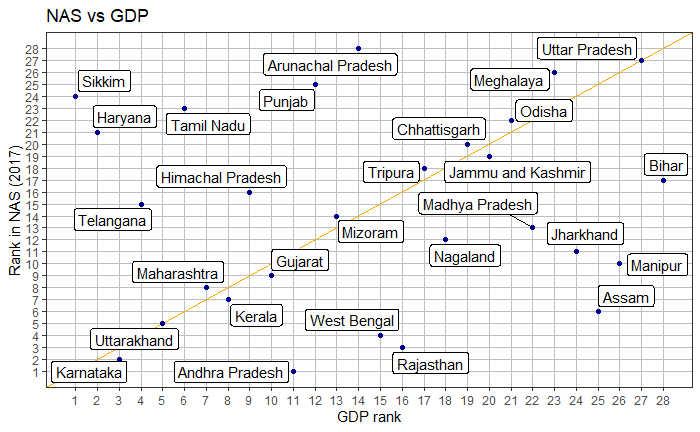 NAS vs GDP
Rank in NAS (2017)
28
27
26
25
24
23
22
21
20
19
18
17
16
15
14
13
12
11
10
9
8
7
6
5
4
3
2
1
Uttar Pradesh
Arunachal Pradesh
Sikkim
Meghalaya
Punjab
Haryana
Odisha
Tamil Nadu
Chhattisgarh
Bihar
Tripura
Jammu and Kashmir
Himachal Pradesh
Madhya Pradesh
Telangana
Mizoram
Jharkhand
Nagaland
Gujarat
Manipur
Maharashtra
Assam
Kerala
West Bengal
Uttarakhand
Rajasthan
Karnataka
Andhra Pradesh
1 2 3 4 5 6 7 8 9 10 11 12 13 14 15 16 17 18 19 20 21 22 23 24 25 26 27 28
GDP rank